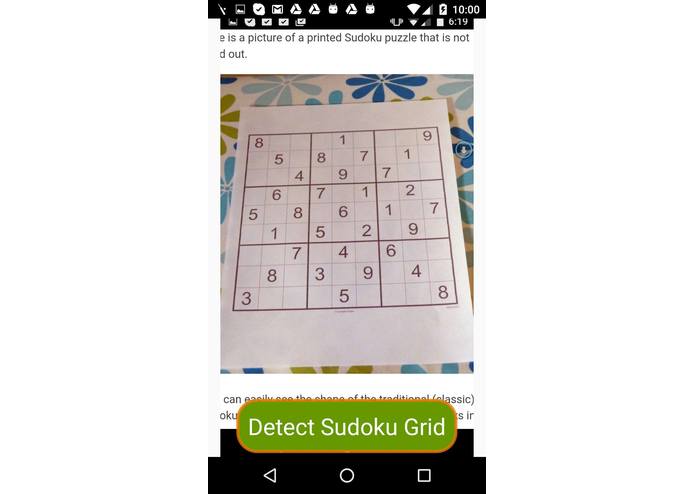 10:00
6:19
e is a picture of a printed Sudoku puzzle that is not
d out.
8 1 9
5 8 7 1
4 9 7
6 7 1 2
5 8 6 1 7
1 5 2 9
7 4 6
8 3 9 4
3 5 8
can easily see the shape of the traditional (classic)
oku
ts in
Detect Sudoku Grid